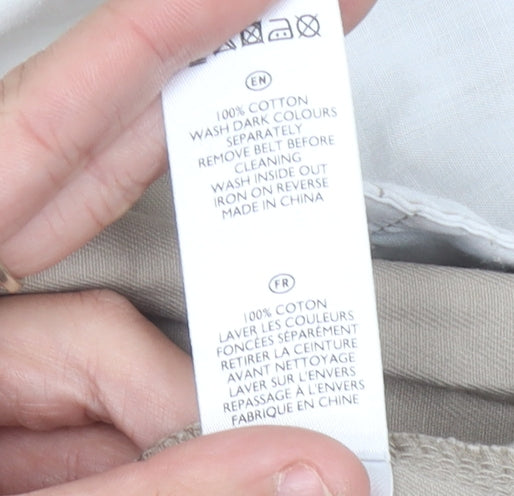 EN
100% COTTON
WASH DARK COLOURS
SEPARATELY
REMOVE BELT BEFORE
CLEANING
WASH INSIDE OUT
IRON ON REVERSE
MADE IN CHINA
FR
100% COTON
LAVER LES COULEURS
FONCÉES SÉPARÉMENT
RETIRER LA CEINTURE
AVANT NETTOYAGE
LAVER SUR L'ENVERS
REPASSAGE À L'ENVERS
FABRIQUE EN CHINE